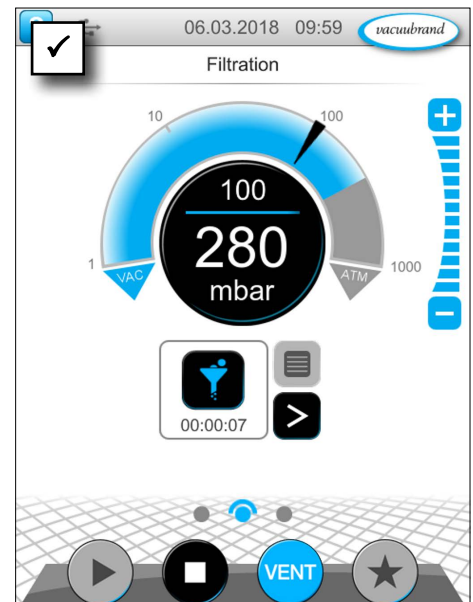 06.03.2018 09:59 vacuubrand
Filtration
10
100
1
1000
VAC
ATM
100
280
mbar
00:00:07
VENT